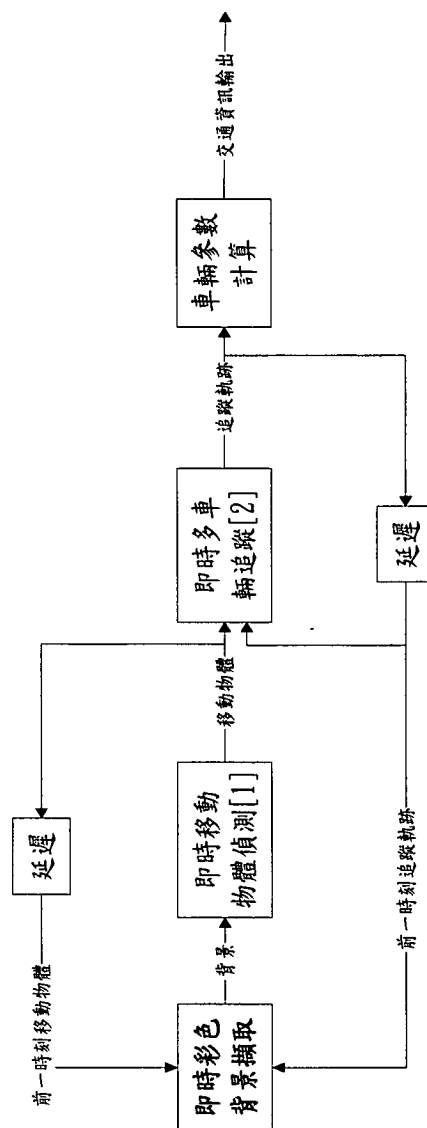 前一時刻移動物體
延遲
即時彩色
背景擷取
背景
即時移動
物體偵測[1]
移動物體
即時多車
輛追蹤[2]
追蹤軌跡
車輛參數
計算
交通資訊輸出
延遲
前一時刻追蹤軌跡